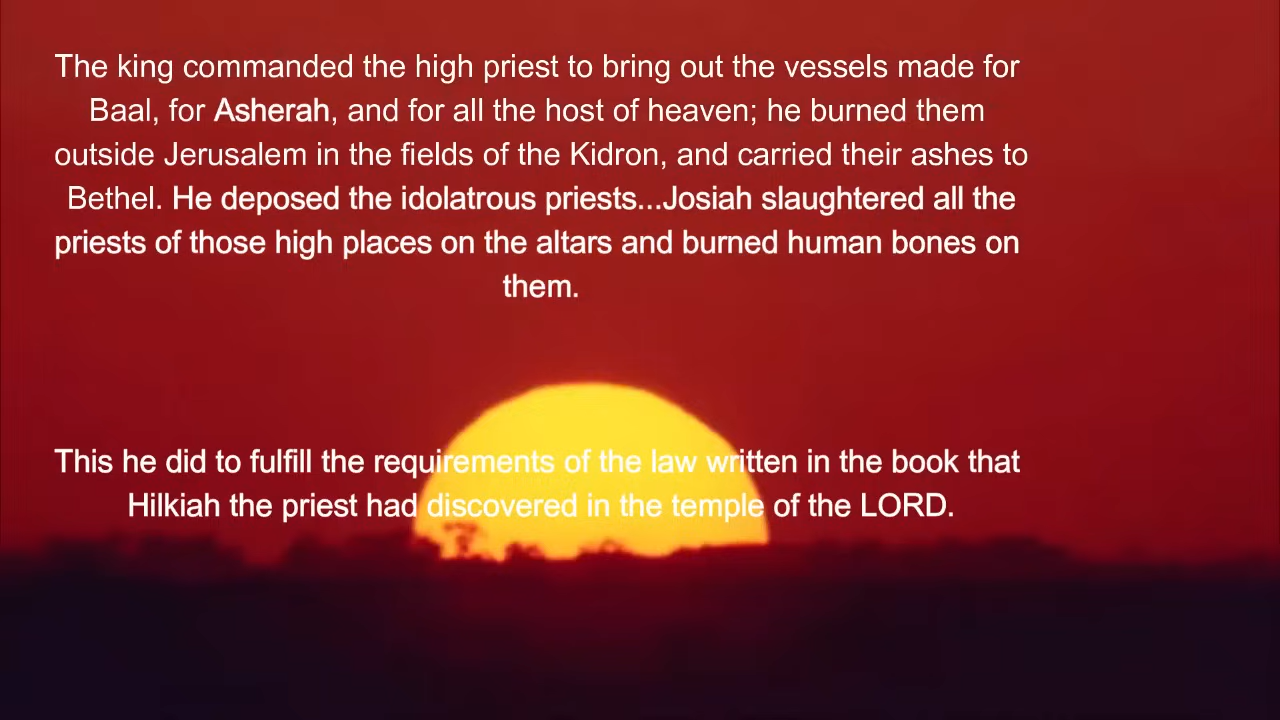 The king commanded the high priest to bring out the vessels made for
Baal, for Asherah, and for all the host of heaven; he burned them
outside Jerusalem in the fields of the Kidron, and carried their ashes to
Bethel. He deposed the idolatrous priests...Josiah slaughtered all the
priests of those high places on the altars and burned human bones on
them.
This he did to fulfill the requirements of the law written in the book that
Hilkiah the priest had discovered in the temple of the LORD.